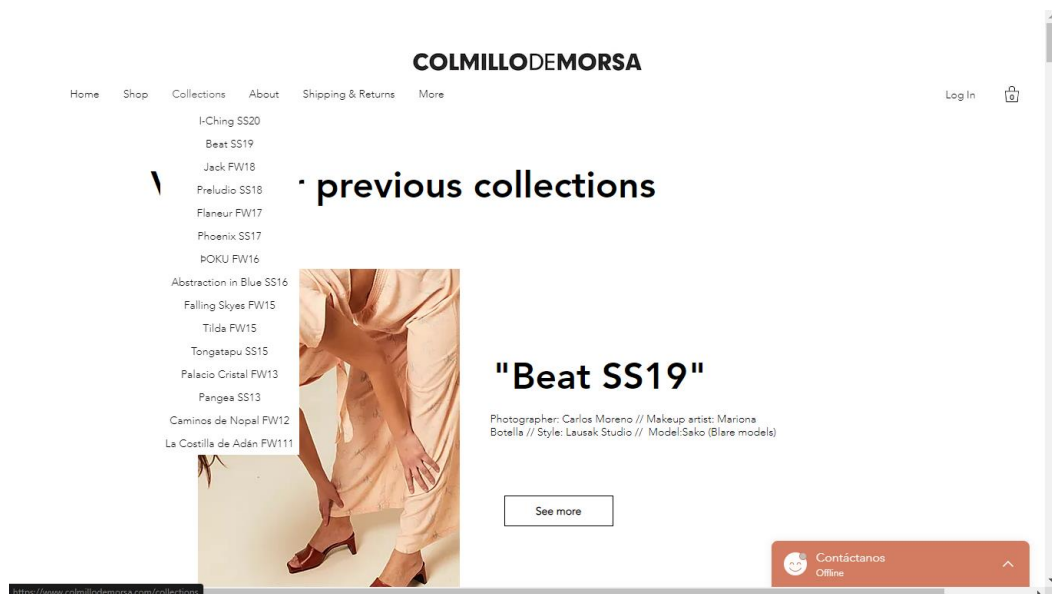 COLMILLODEMORSA
Home Shop Collections About Shipping & Returns More Log In 0
I-Ching SS20
Beat SS19
Jack FW18
previous collections
Preludio SS18
Flaneur FW17
Phoenix SS17
ÞOKU FW16
Abstraction in Blue SS16
Falling Skyes FW15
Tilda FW15
Tongatapu SS15
Palacio Cristal FW13
Pangea SS13
Caminos de Nopal FW12
La Costilla de Adán FW111
"Beat SS19"
Photographer: Carlos Moreno // Makeup artist: Mariona
Botella // Style: Lausak Studio // Model:Sako (Blare models)
See more
Contáctanos
Offline
https://www.colmillodemorsa.com/collections